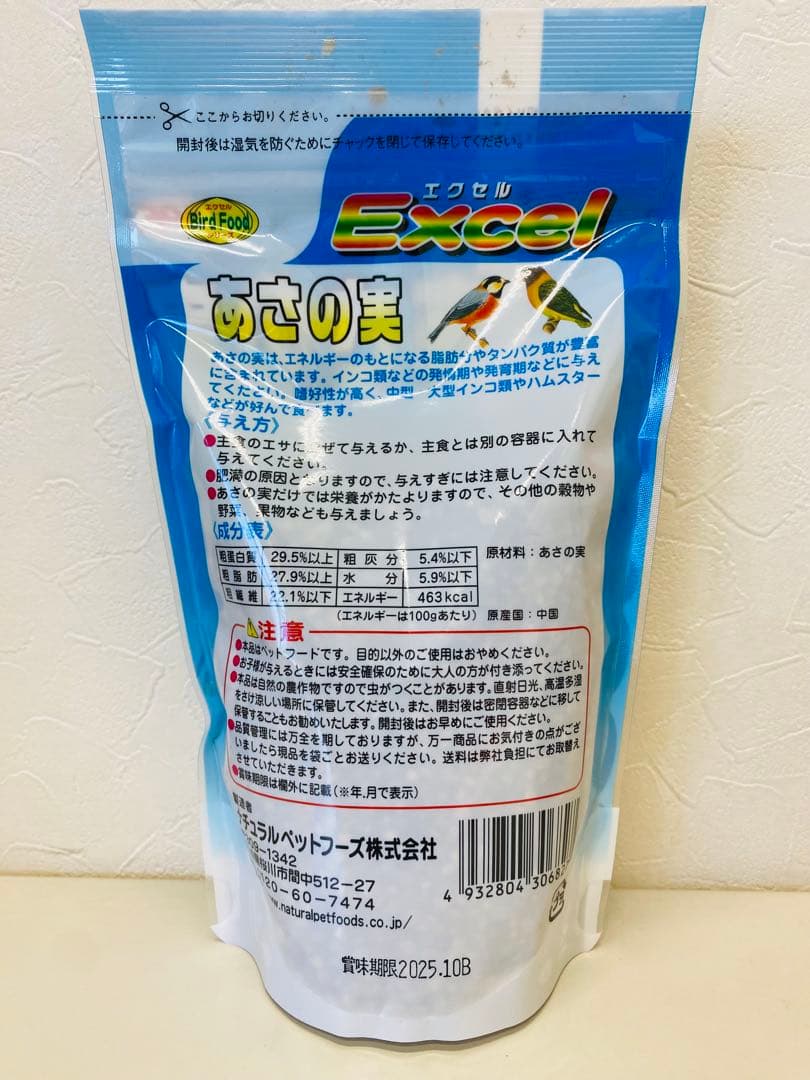 ここからお切りください。
開封後は湿気を防ぐためにチャックを閉じて保存してください。
エクセル
Bird Food
シリーズ
エクセル
Excel
あさの実
あさの実は、エネルギーのもとになる脂肪分やタンパク質が豊富
に含まれています。インコ類などの発情期や発育期などに与え
てください。嗜好性が高く、中型 大型インコ類やハムスター
などが好んで食べます。
〈与え方〉
●主食のエサにまぜて与えるか、主食とは別の容器に入れて
与えてください。
●肥満の原因となりますので、与えすぎには注意してください。
●あさの実だけでは栄養がかたよりますので、その他の穀物や
野菜、果物なども与えましょう。
〈成分表〉
粗蛋白質 29.5%以上 粗灰分 5.4%以下 原材料：あさの実
粗脂肪 27.9%以上 水分 5.9%以下
粗繊維 22.1%以下 エネルギー 463kcal
（エネルギーは100gあたり） 原産国：中国
注意
●本品はペットフードです。目的以外のご使用はおやめください。
●お子様が与えるときには安全確保のために大人の方が付き添ってください。
●本品は自然の農作物ですので虫がつくことがあります。直射日光、高温多湿
をさけ涼しい場所に保管してください。また、開封後は密閉容器などに移して
保管することもお勧めいたします。開封後はお早めにご使用ください。
●品質管理には万全を期しておりますが、万一商品にお気付きの点がござ
いましたら現品を袋ごとお送りください。送料は弊社負担にてお取替え
させていただきます。
●賞味期限は欄外に記載（※年、月で表示）
製造者
ナチュラルペットフーズ株式会社
09-1342
桜川市間中512-27
120-60-7474
www.naturalpetfoods.co.jp/
4 932804 30682
プラ
賞味期限2025.10B